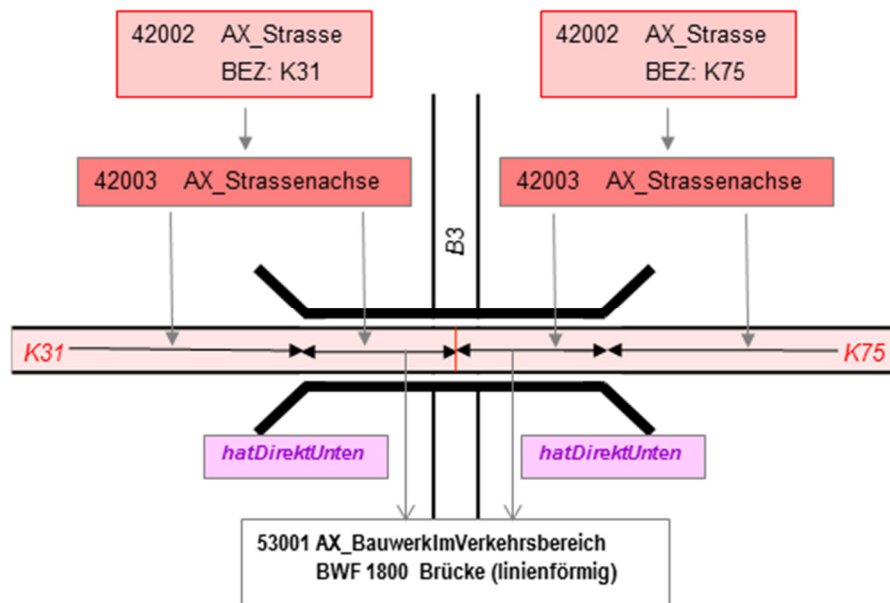 42002 AX_Strasse
BEZ: K31
42002 AX_Strasse
BEZ: K75
42003 AX_Strassenachse
42003 AX_Strassenachse
B3
K31
K75
hatDirektUnten
hatDirektUnten
53001 AX_BauwerkImVerkehrsbereich
BWF 1800 Brücke (linienförmig)